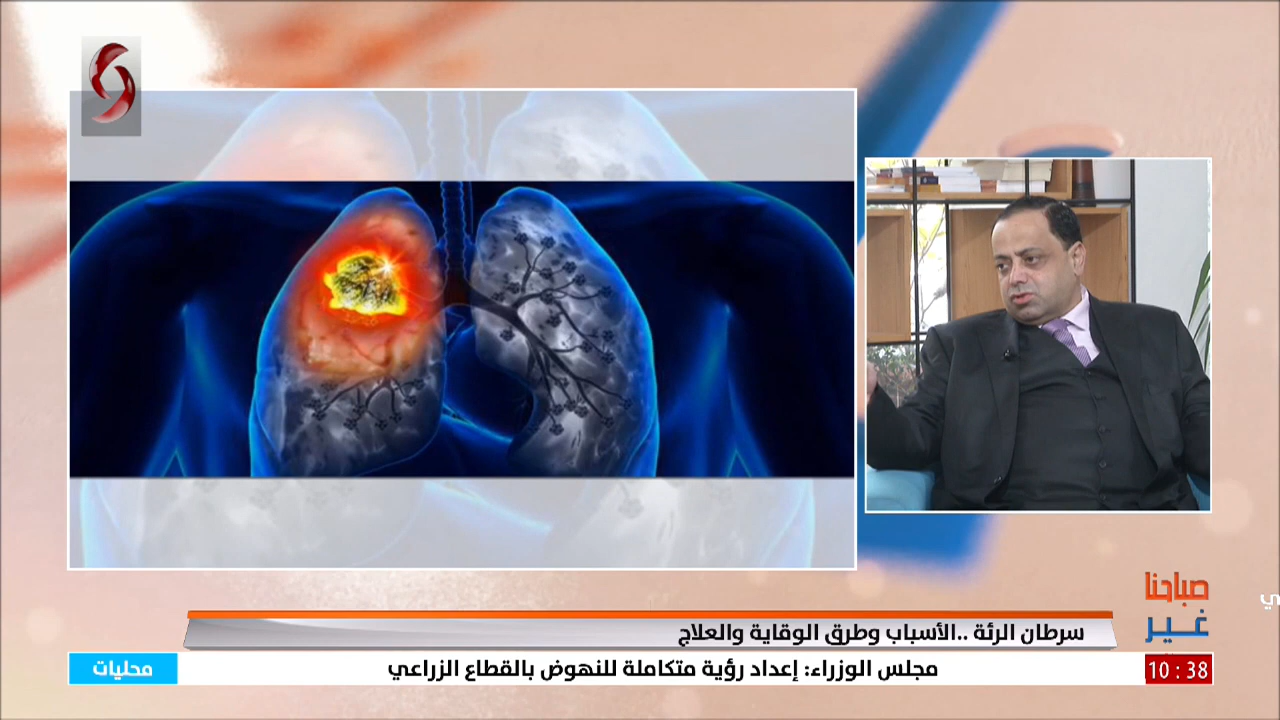 صباحنا
غير
سرطان الرئة ..الأسباب وطرق الوقاية والعلاج
مجلس الوزراء: إعداد رؤية متكاملة للنهوض بالقطاع الزراعي
محليات
10 : 38